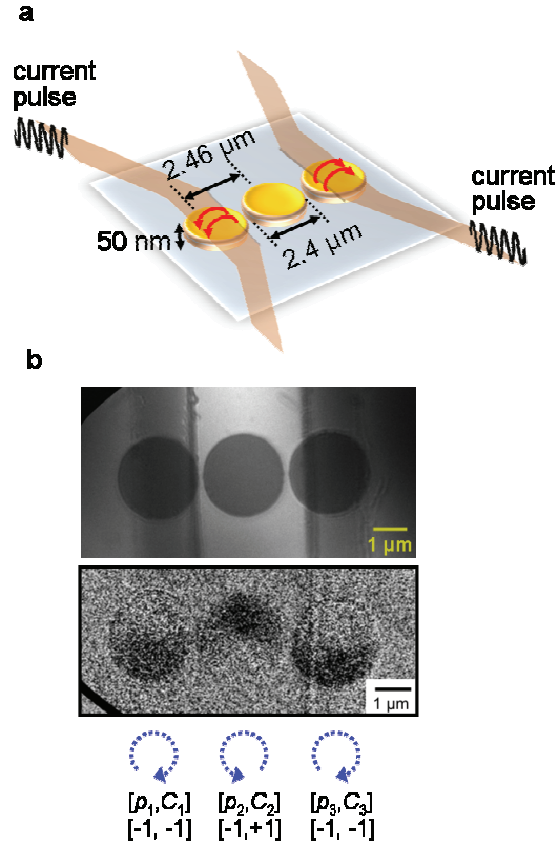 a
current
pulse
2.46 µm
current
pulse
50 nm
2.4 µm
b
1 µm
1 µm
[p₁,C₁] [p₂,C₂] [p₃,C₃]
[-1, -1] [-1,+1] [-1, -1]